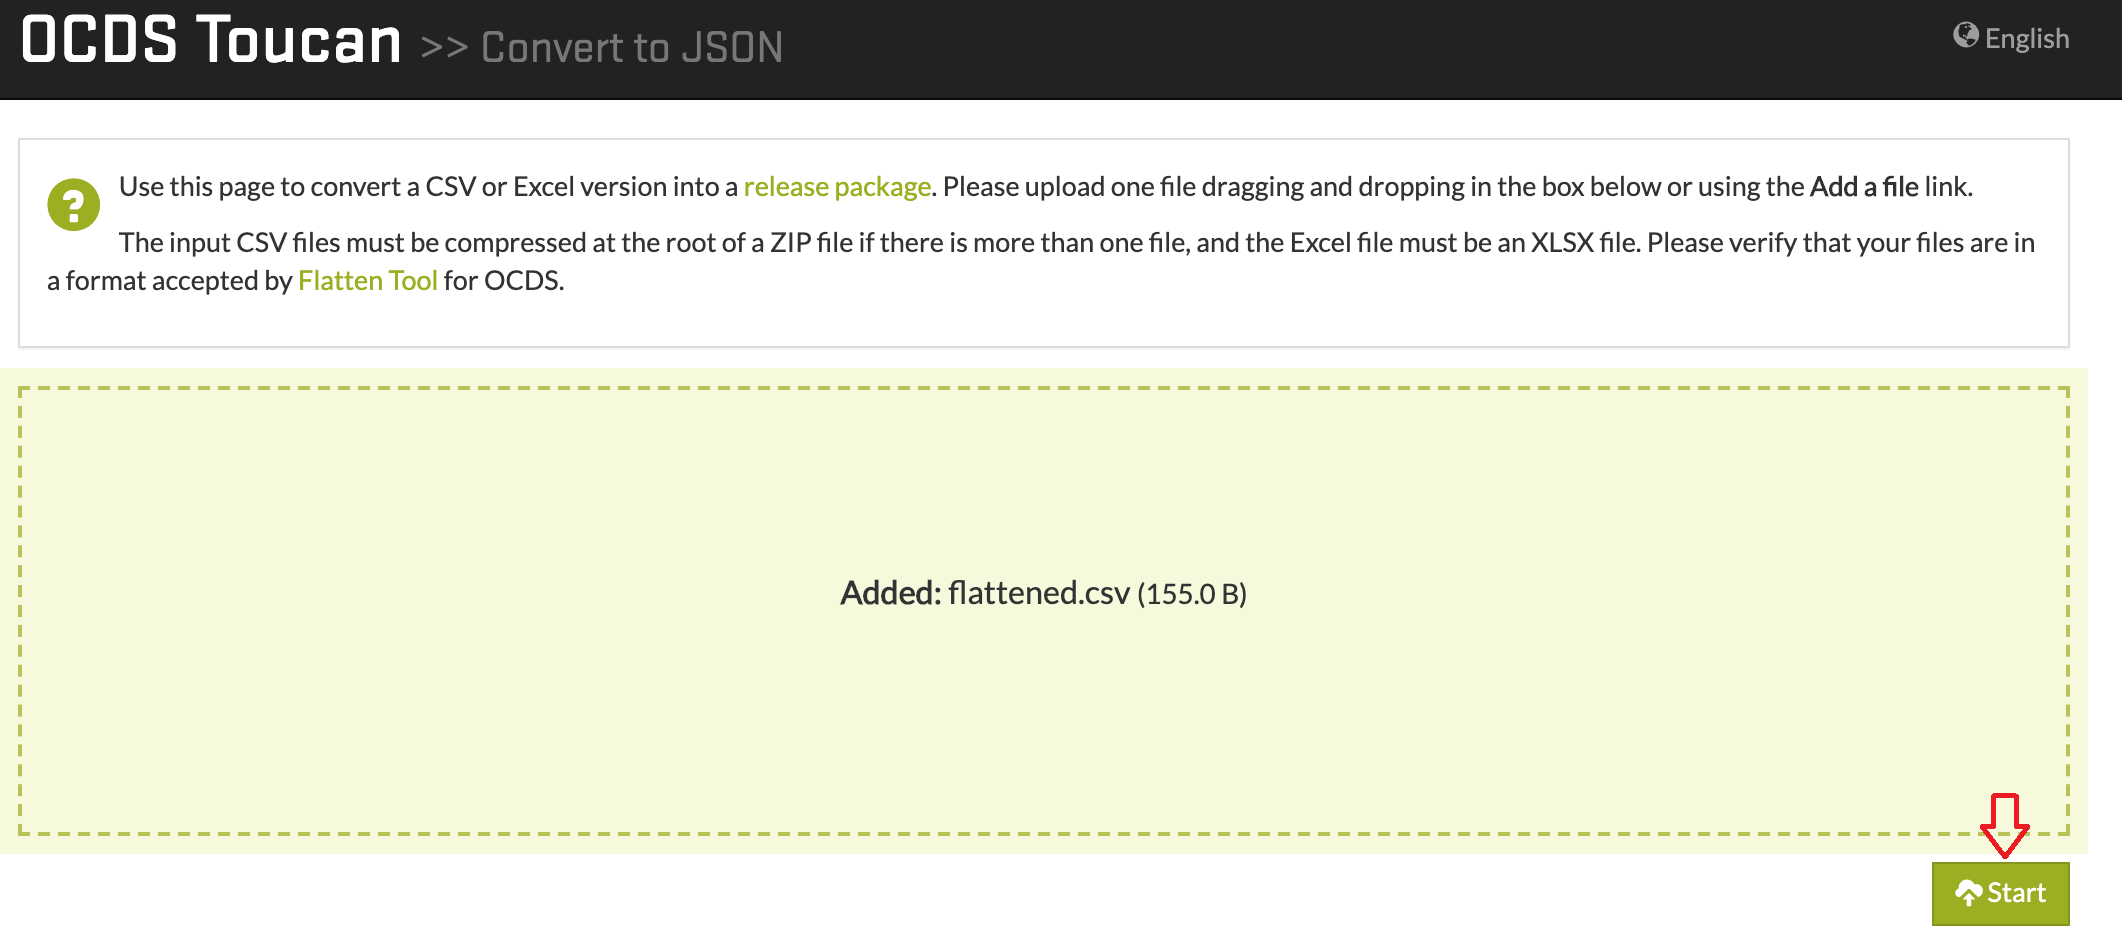 OCDS Toucan >> Convert to JSON
English
Use this page to convert a CSV or Excel version into a release package. Please upload one file dragging and dropping in the box below or using the Add a file link.
The input CSV files must be compressed at the root of a ZIP file if there is more than one file, and the Excel file must be an XLSX file. Please verify that your files are in
a format accepted by Flatten Tool for OCDS.
Added: flattened.csv (155.0 B)
Start